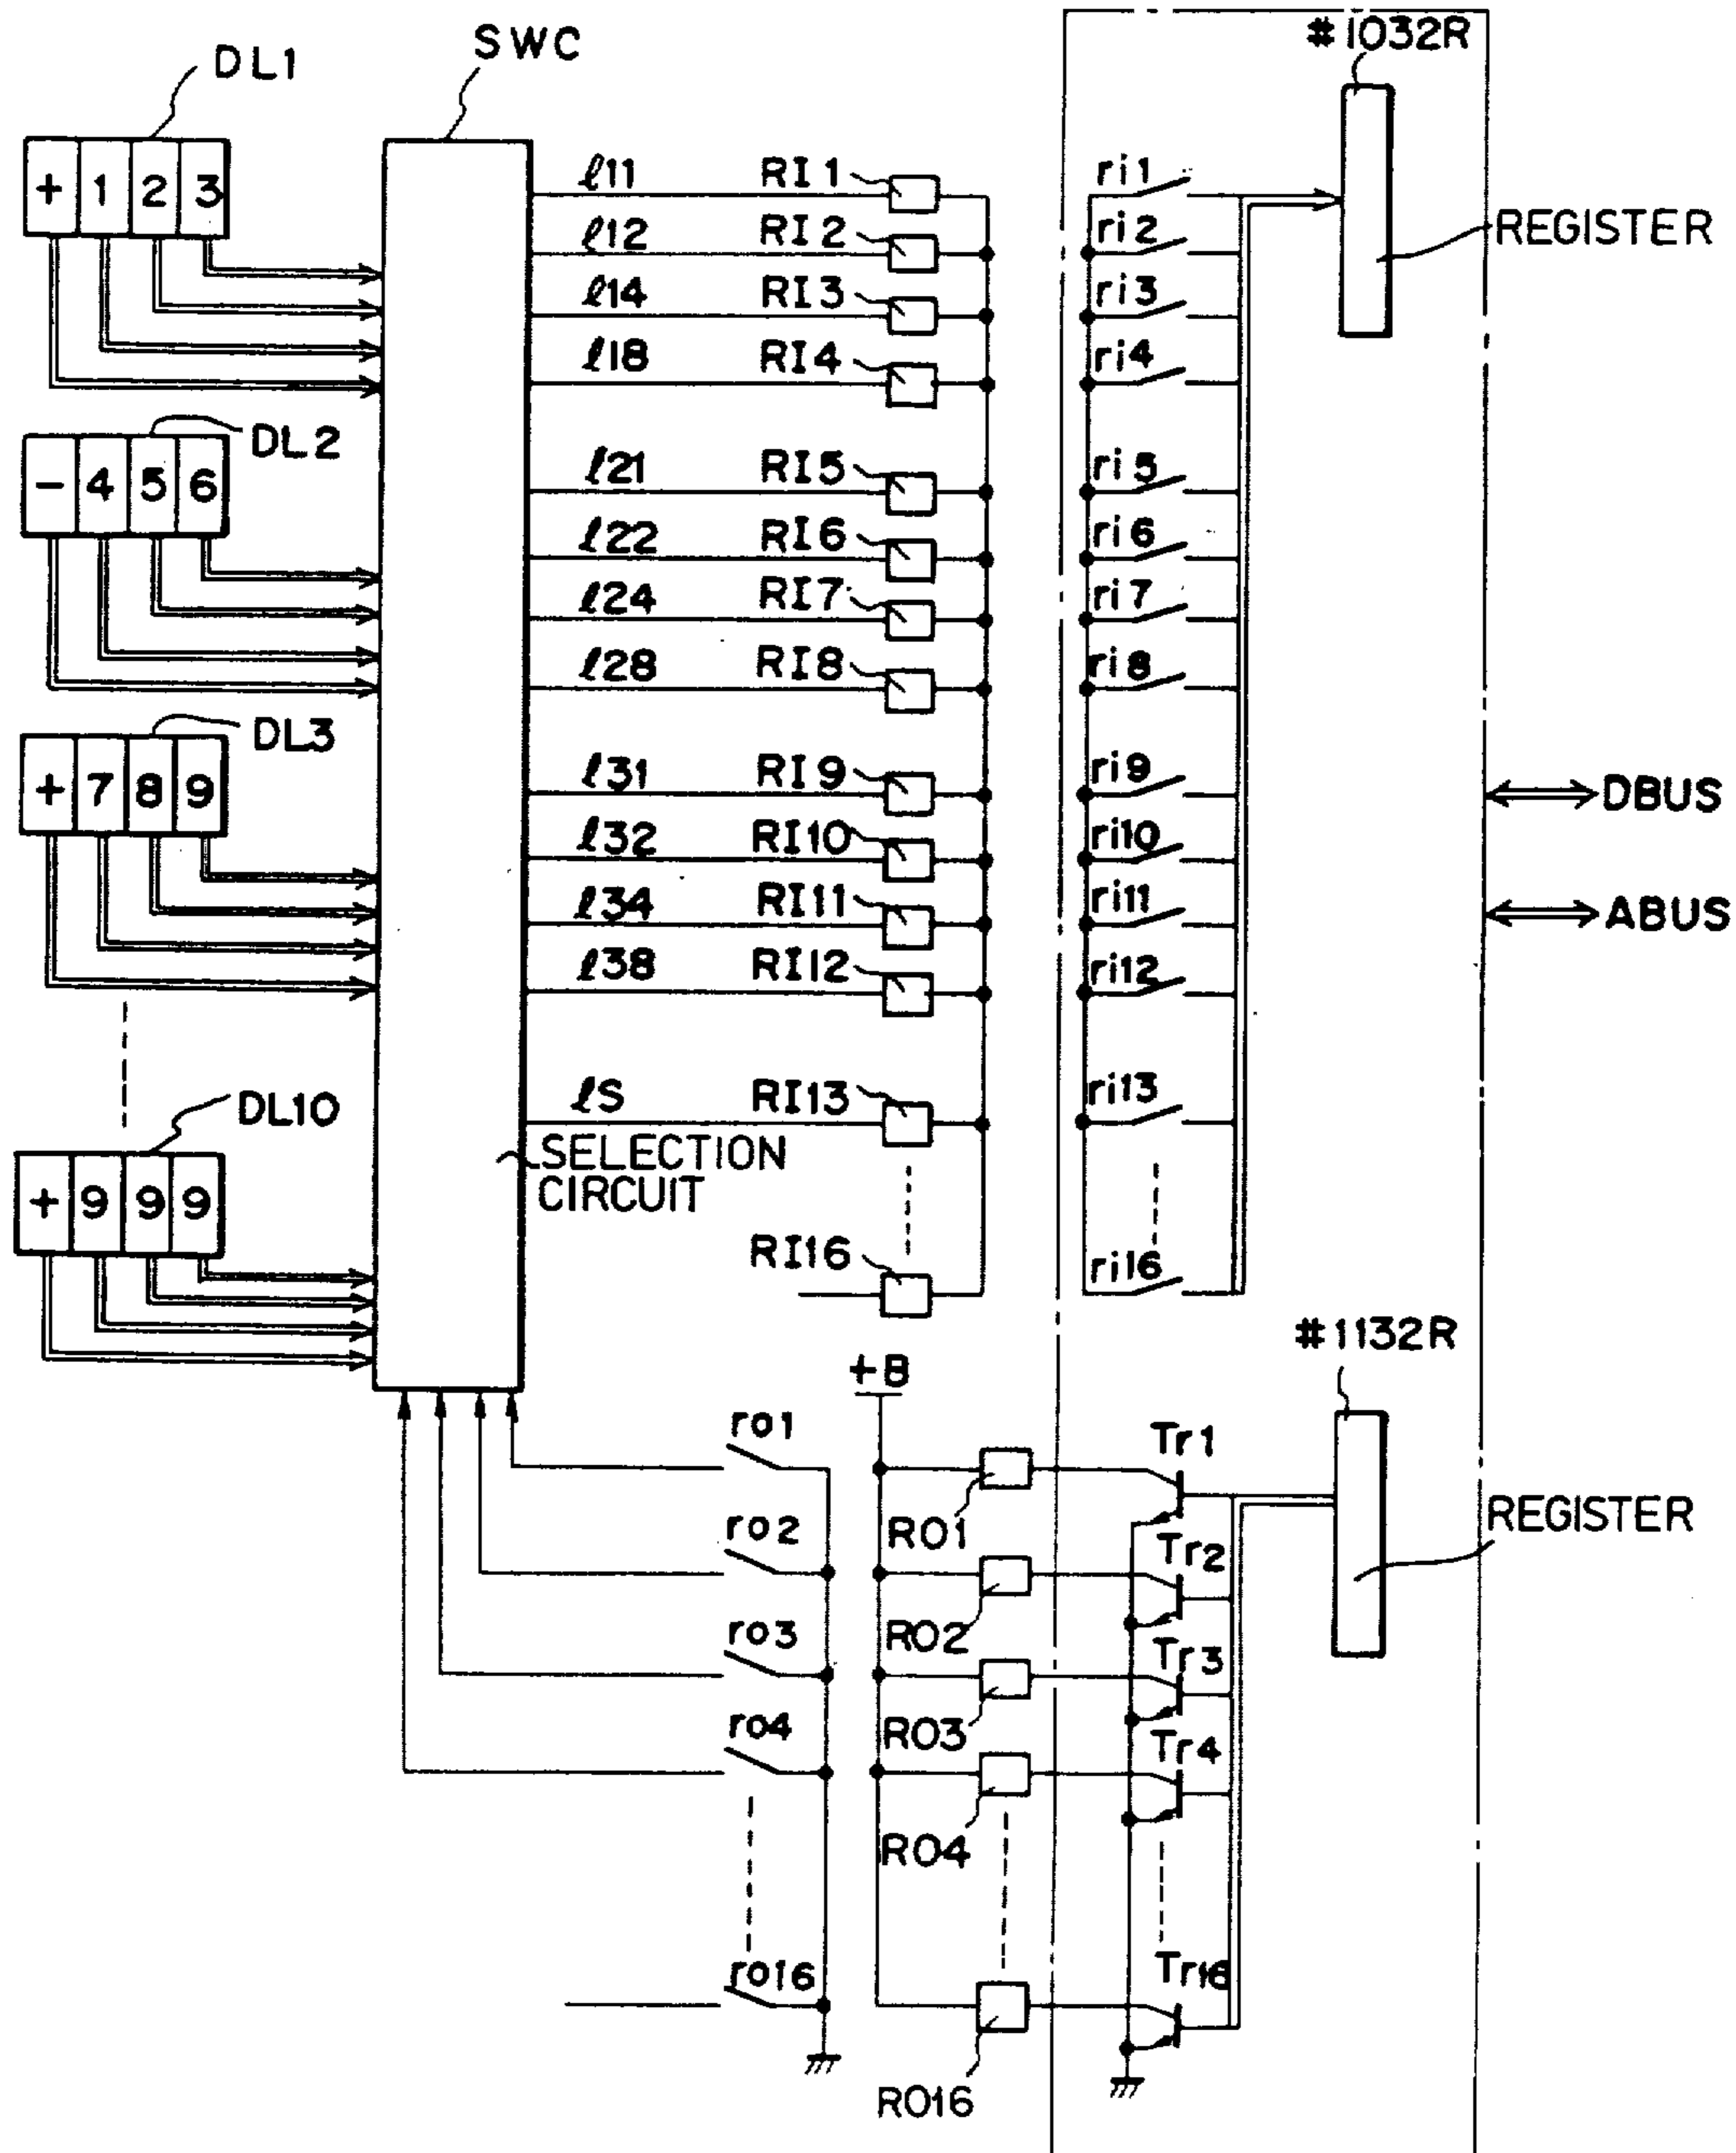 #1032R
SWC
DL1
+ 1 2 3
ℓ11 RI1 ri1
REGISTER
ℓ12 RI2 ri2
ℓ14 RI3 ri3
ℓ18 RI4 ri4
DL2
- 4 5 6
ℓ21 RI5 ri5
ℓ22 RI6 ri6
ℓ24 RI7 ri7
ℓ28 RI8 ri8
DL3
+ 7 8 9
ℓ31 RI9 ri9
DBUS
ℓ32 RI10 ri10
ℓ34 RI11 ri11
ABUS
ℓ38 RI12 ri12
ℓS RI13 ri13
DL10
SELECTION
CIRCUIT
+ 9 9 9
RI16 ri16
#1132R
+B
ro1 Tr1
RO1
REGISTER
ro2 Tr2
RO2
ro3 Tr3
RO3
ro4 Tr4
RO4
ro16 Tr16
RO16